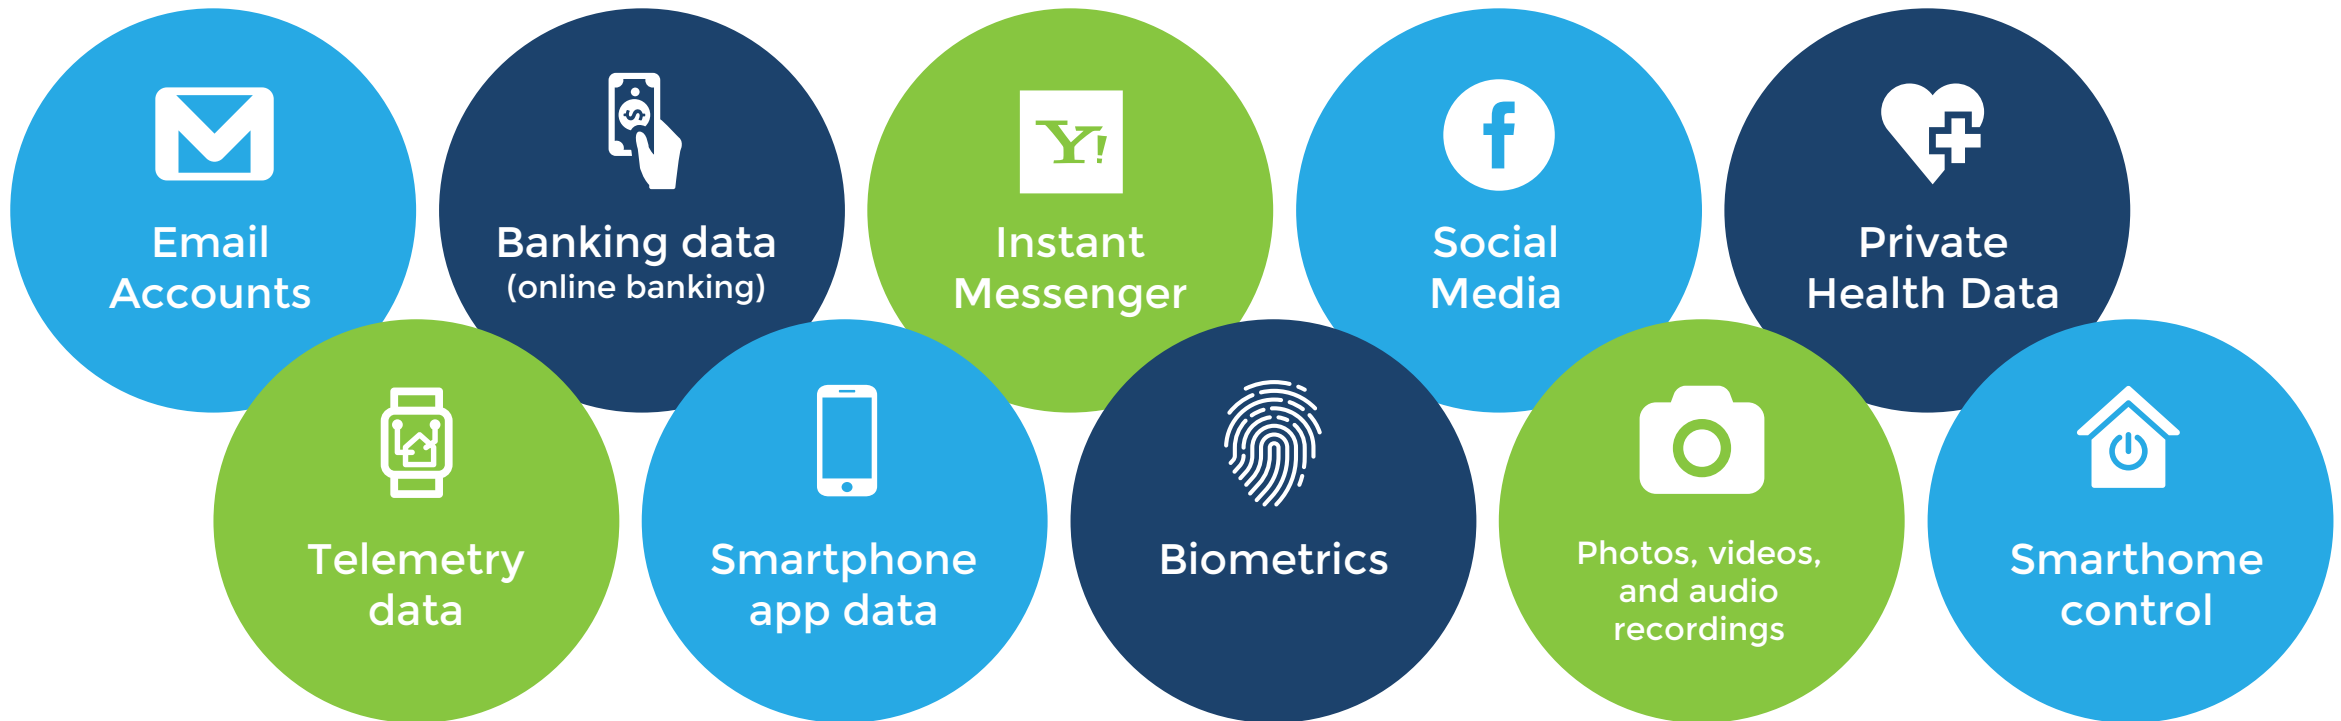 Email
Accounts
Banking data
(online banking)
Y!
Instant
Messenger
f
Social
Media
Private
Health Data
Telemetry
data
Smartphone
app data
Biometrics
Photos, videos,
and audio
recordings
Smarthome
control